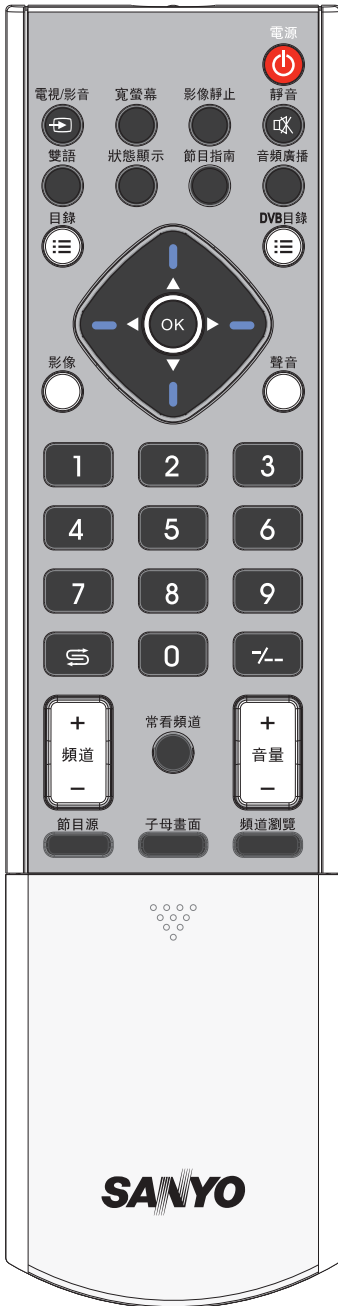 電源
電視/影音 寬螢幕 影像靜止 靜音
雙語 狀態顯示 節目指南 音頻廣播
目錄 DVB目錄
OK
影像 聲音
1 2 3
4 5 6
7 8 9
0 -/--
+ 常看頻道 +
頻道 音量
− −
節目源 子母畫面 頻道瀏覽
SANYO